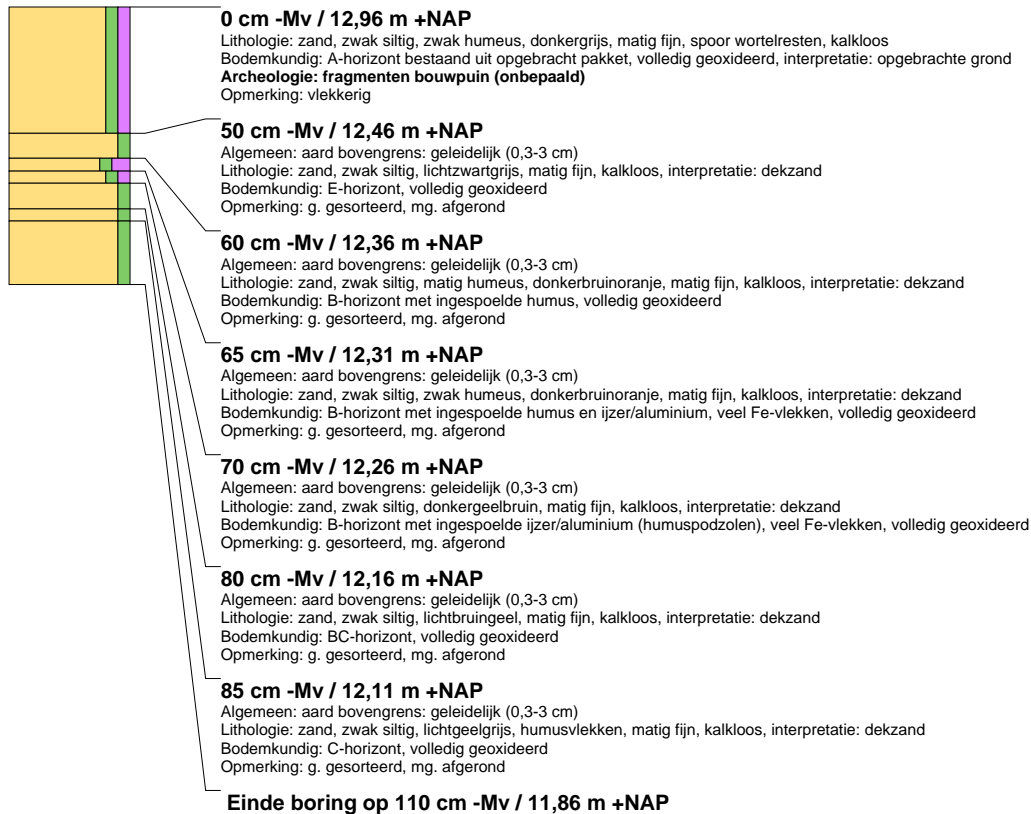 0 cm -Mv / 12,96 m +NAP
Lithologie: zand, zwak siltig, zwak humeus, donkergrijs, matig fijn, spoor wortelresten, kalkloos
Bodemkundig: A-horizont bestaand uit opgebracht pakket, volledig geoxideerd, interpretatie: opgebrachte grond
Archeologie: fragmenten bouwpuin (onbepaald)
Opmerking: vlekkerig
50 cm -Mv / 12,46 m +NAP
Algemeen: aard bovengrens: geleidelijk (0,3-3 cm)
Lithologie: zand, zwak siltig, lichtzwartgrijs, matig fijn, kalkloos, interpretatie: dekzand
Bodemkundig: E-horizont, volledig geoxideerd
Opmerking: g. gesorteerd, mg. afgerond
60 cm -Mv / 12,36 m +NAP
Algemeen: aard bovengrens: geleidelijk (0,3-3 cm)
Lithologie: zand, zwak siltig, matig humeus, donkerbruinoranje, matig fijn, kalkloos, interpretatie: dekzand
Bodemkundig: B-horizont met ingespoelde humus, volledig geoxideerd
Opmerking: g. gesorteerd, mg. afgerond
65 cm -Mv / 12,31 m +NAP
Algemeen: aard bovengrens: geleidelijk (0,3-3 cm)
Lithologie: zand, zwak siltig, zwak humeus, donkerbruinoranje, matig fijn, kalkloos, interpretatie: dekzand
Bodemkundig: B-horizont met ingespoelde humus en ijzer/aluminium, veel Fe-vlekken, volledig geoxideerd
Opmerking: g. gesorteerd, mg. afgerond
70 cm -Mv / 12,26 m +NAP
Algemeen: aard bovengrens: geleidelijk (0,3-3 cm)
Lithologie: zand, zwak siltig, donkergeelbruin, matig fijn, kalkloos, interpretatie: dekzand
Bodemkundig: B-horizont met ingespoelde ijzer/aluminium (humuspodzolen), veel Fe-vlekken, volledig geoxideerd
Opmerking: g. gesorteerd, mg. afgerond
80 cm -Mv / 12,16 m +NAP
Algemeen: aard bovengrens: geleidelijk (0,3-3 cm)
Lithologie: zand, zwak siltig, lichtbruingeel, matig fijn, kalkloos, interpretatie: dekzand
Bodemkundig: BC-horizont, volledig geoxideerd
Opmerking: g. gesorteerd, mg. afgerond
85 cm -Mv / 12,11 m +NAP
Algemeen: aard bovengrens: geleidelijk (0,3-3 cm)
Lithologie: zand, zwak siltig, lichtgeelgrijs, humusvlekken, matig fijn, kalkloos, interpretatie: dekzand
Bodemkundig: C-horizont, volledig geoxideerd
Opmerking: g. gesorteerd, mg. afgerond
Einde boring op 110 cm -Mv / 11,86 m +NAP